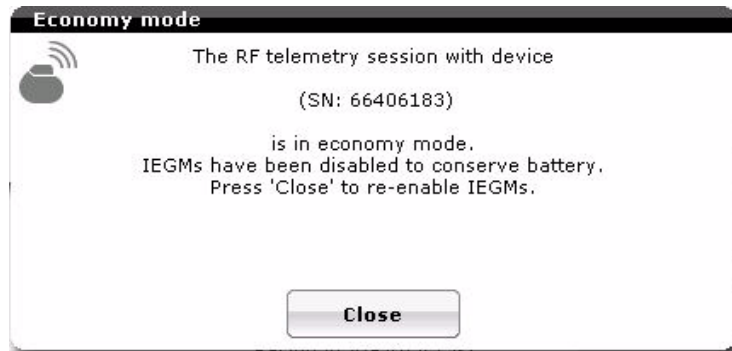 Economy mode
The RF telemetry session with device
(SN: 66406183)
is in economy mode.
IEGMs have been disabled to conserve battery.
Press 'Close' to re-enable IEGMs.
Close